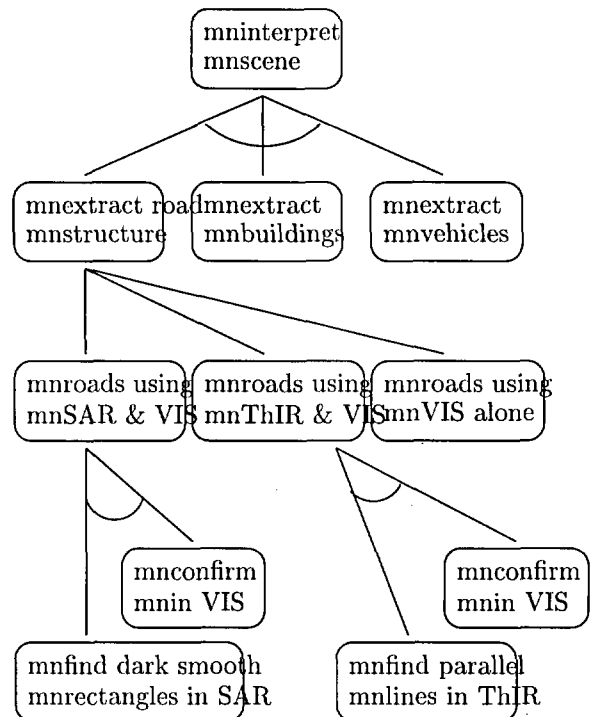 mninterpret
mnscene
mnextract road
mnstructure
mnextract
mnbuildings
mnextract
mnvehicles
mnroads using
mnSAR & VIS
mnroads using
mnThIR & VIS
mnroads using
mnVIS alone
mnconfirm
mnin VIS
mnconfirm
mnin VIS
mnfind dark smooth
mnrectangles in SAR
mnfind parallel
mnlines in ThIR